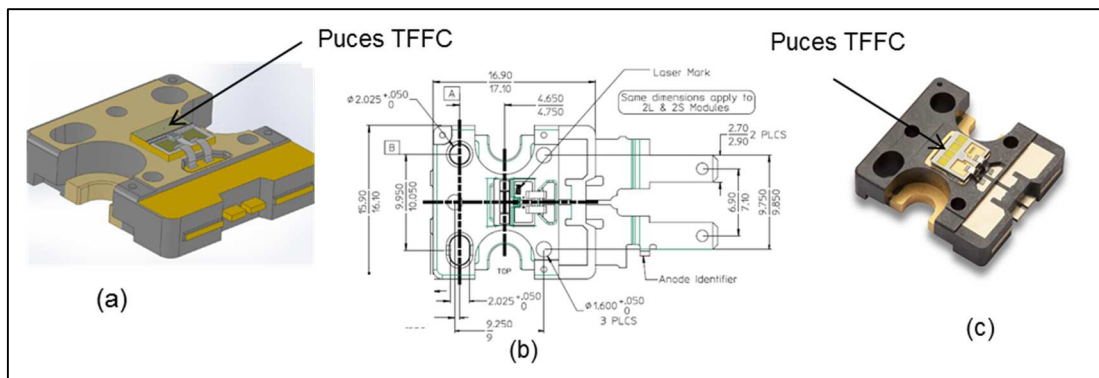 Puces TFFC
Puces TFFC
16.90
17.10
Laser Mark
A
Ø2.025 +.050
0
4.650
4.750
Same dimensions apply to
2L & 2S Modules
2.70
2.90
2 PLCS
B
15.90
16.10
9.950
10.050
6.90
7.10
9.750
9.850
TOP
Anode Identifier
2.025 +.050
0
Ø1.600 +.050
0
3 PLCS
9.250
9
(a)
(b)
(c)